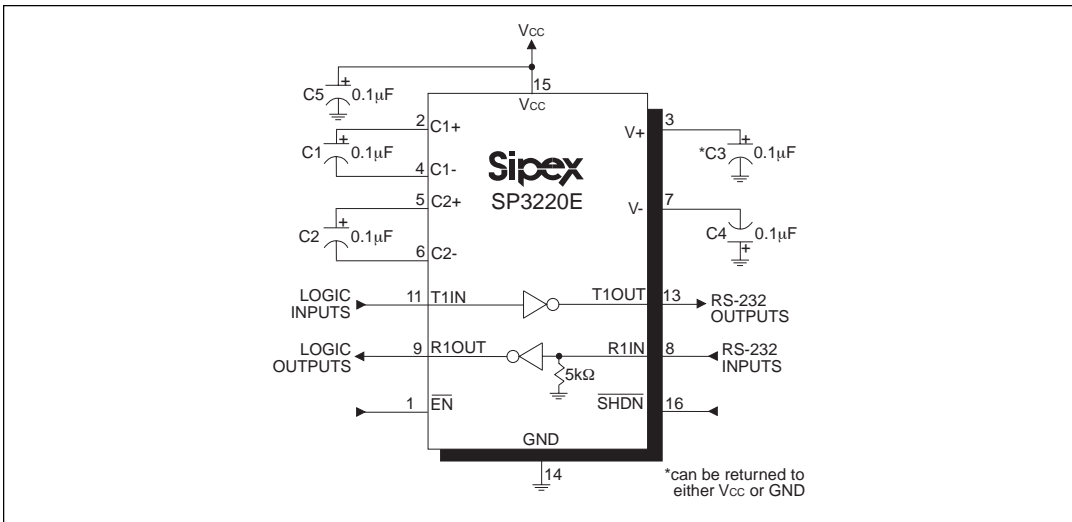 Vcc
15
Vcc
C5
+
0.1µF
2
C1+
C1
+
0.1µF
4
C1-
5
C2+
C2
+
0.1µF
6
C2-
Sipex
SP3220E
3
V+
*C3
+
0.1µF
7
V-
C4
0.1µF
+
LOGIC
INPUTS
11
T1IN
T1OUT
13
RS-232
OUTPUTS
LOGIC
OUTPUTS
9
R1OUT
R1IN
8
RS-232
INPUTS
5kΩ
1
EN
SHDN
16
GND
14
*can be returned to
either Vcc or GND